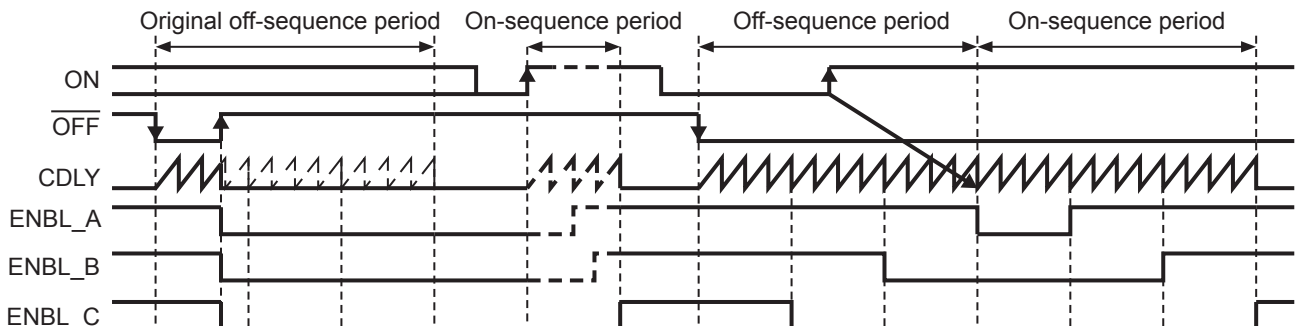 Original off-sequence period On-sequence period Off-sequence period On-sequence period
ON
OFF
CDLY
ENBL_A
ENBL_B
ENBL_C